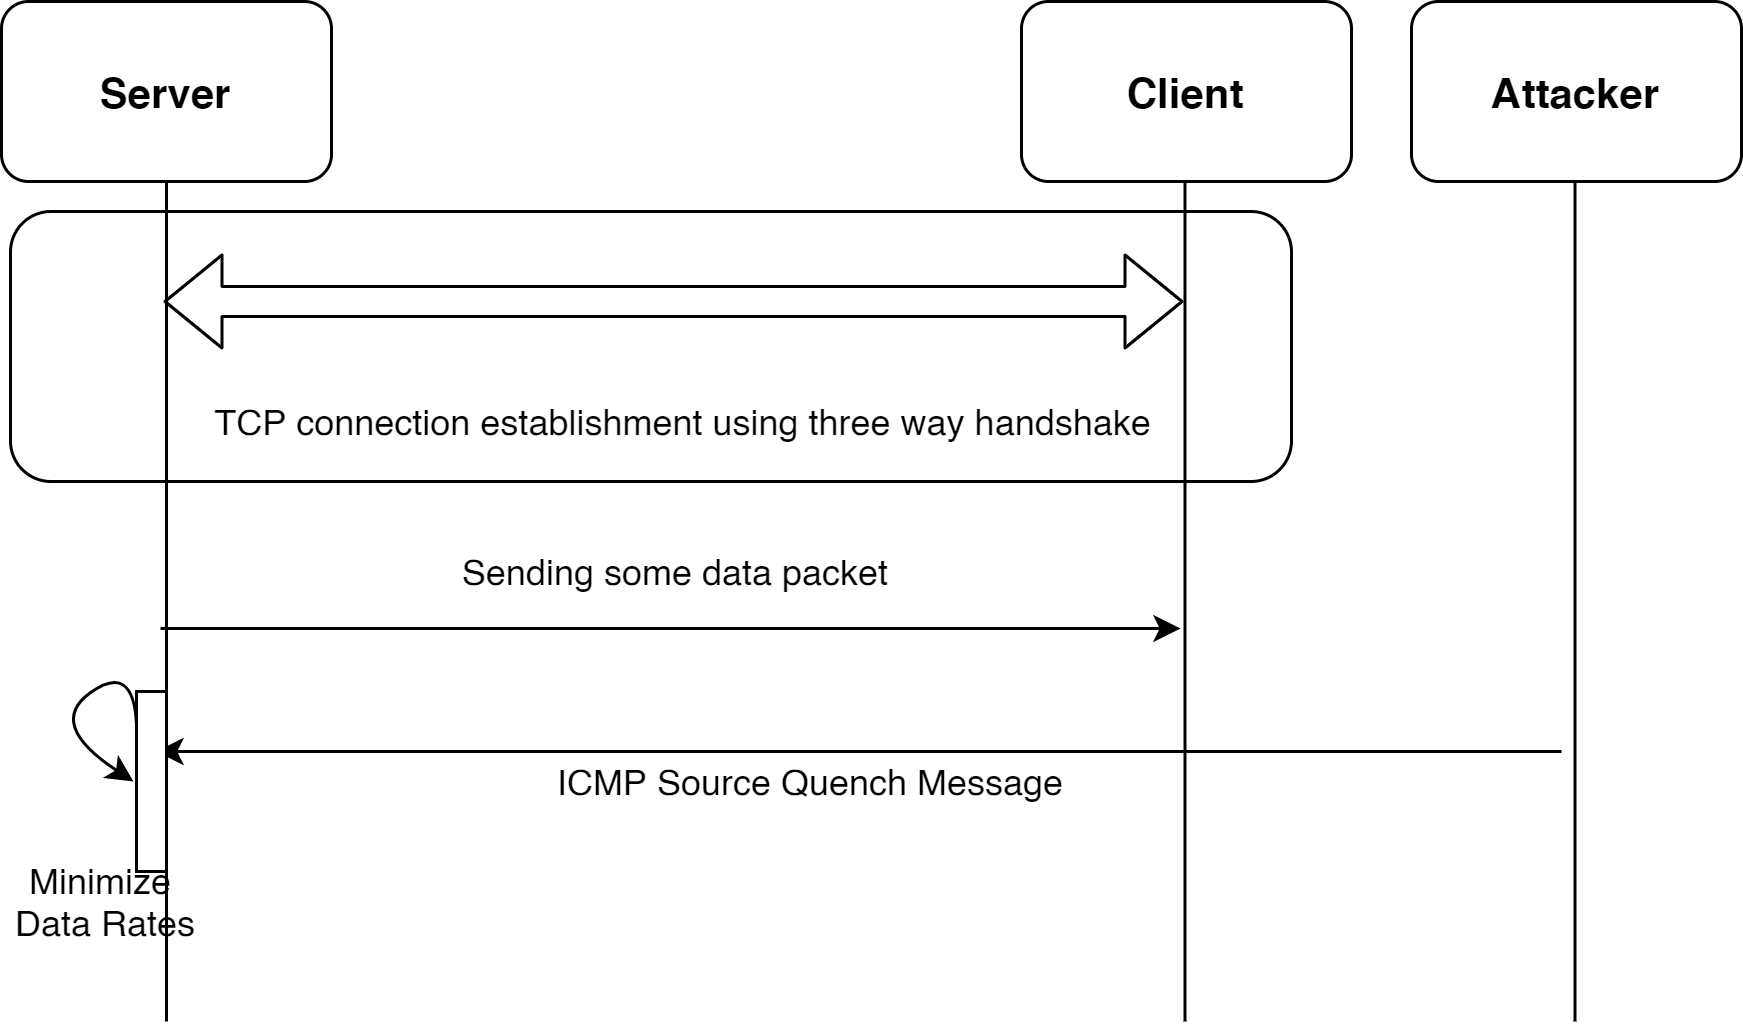 Server
Client
Attacker
TCP connection establishment using three way handshake
Sending some data packet
ICMP Source Quench Message
Minimize
Data Rates